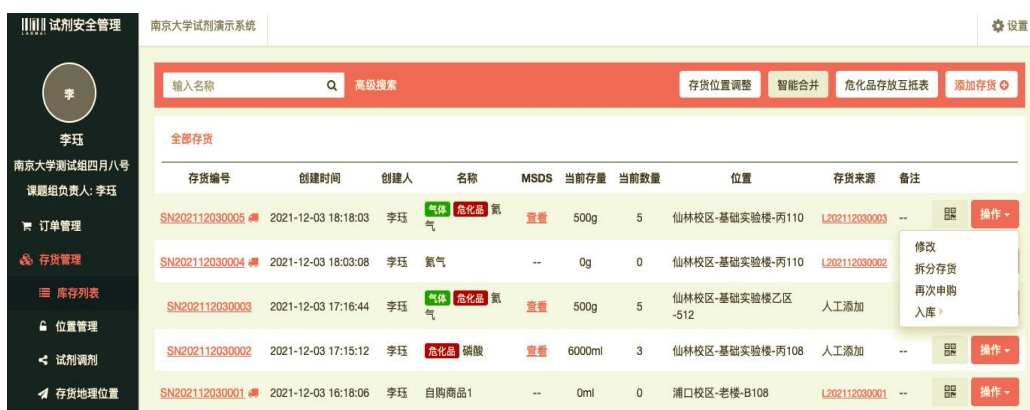 试剂安全管理
LANMAI
南京大学试剂演示系统
设置
李
李珏
南京大学测试组四月八号
课题组负责人: 李珏
订单管理
存货管理
库存列表
位置管理
试剂调剂
存货地理位置
输入名称
高级搜索
存货位置调整
智能合并
危化品存放互抵表
添加存货
全部存货
存货编号 创建时间 创建人 名称 MSDS 当前存量 当前数量 位置 存货来源 备注
SN202112030005 2021-12-03 18:18:03 李珏 气体 危化品 氦 查看 500g 5 仙林校区-基础实验楼-丙110 L202112030003 -- 操作
气
SN202112030004 2021-12-03 18:03:08 李珏 氦气 -- 0g 0 仙林校区-基础实验楼-丙110 L202112030002
SN202112030003 2021-12-03 17:16:44 李珏 气体 危化品 氦 查看 500g 5 仙林校区-基础实验楼乙区 人工添加
气 -512
SN202112030002 2021-12-03 17:15:12 李珏 危化品 磷酸 查看 6000ml 3 仙林校区-基础实验楼-丙108 人工添加 -- 操作
SN202112030001 2021-12-03 16:18:06 李珏 自购商品1 -- 0ml 0 浦口校区-老楼-B108 L202112030001 -- 操作
修改
拆分存货
再次申购
入库